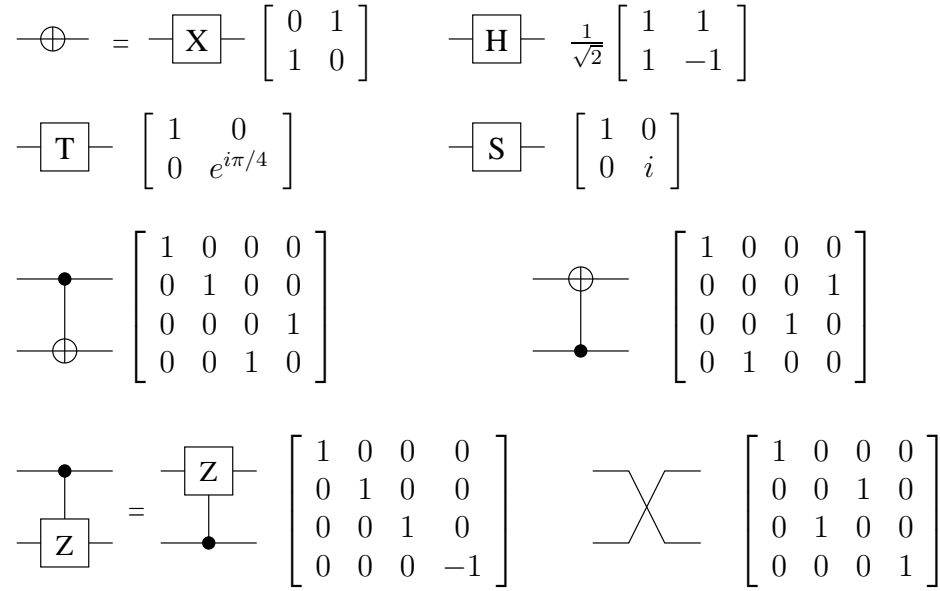 = X [ 0 1 H 1/√2 [ 1 1
1 0 ] 1 −1 ]
T [ 1 0 S [ 1 0
0 e^{iπ/4} ] 0 i ]
[ 1 0 0 0 [ 1 0 0 0
0 1 0 0 0 0 0 1
0 0 0 1 0 0 1 0
0 0 1 0 ] 0 1 0 0 ]
Z = Z [ 1 0 0 0 [ 1 0 0 0
0 1 0 0 0 0 1 0
0 0 1 0 0 1 0 0
0 0 0 −1 ] 0 0 0 1 ]